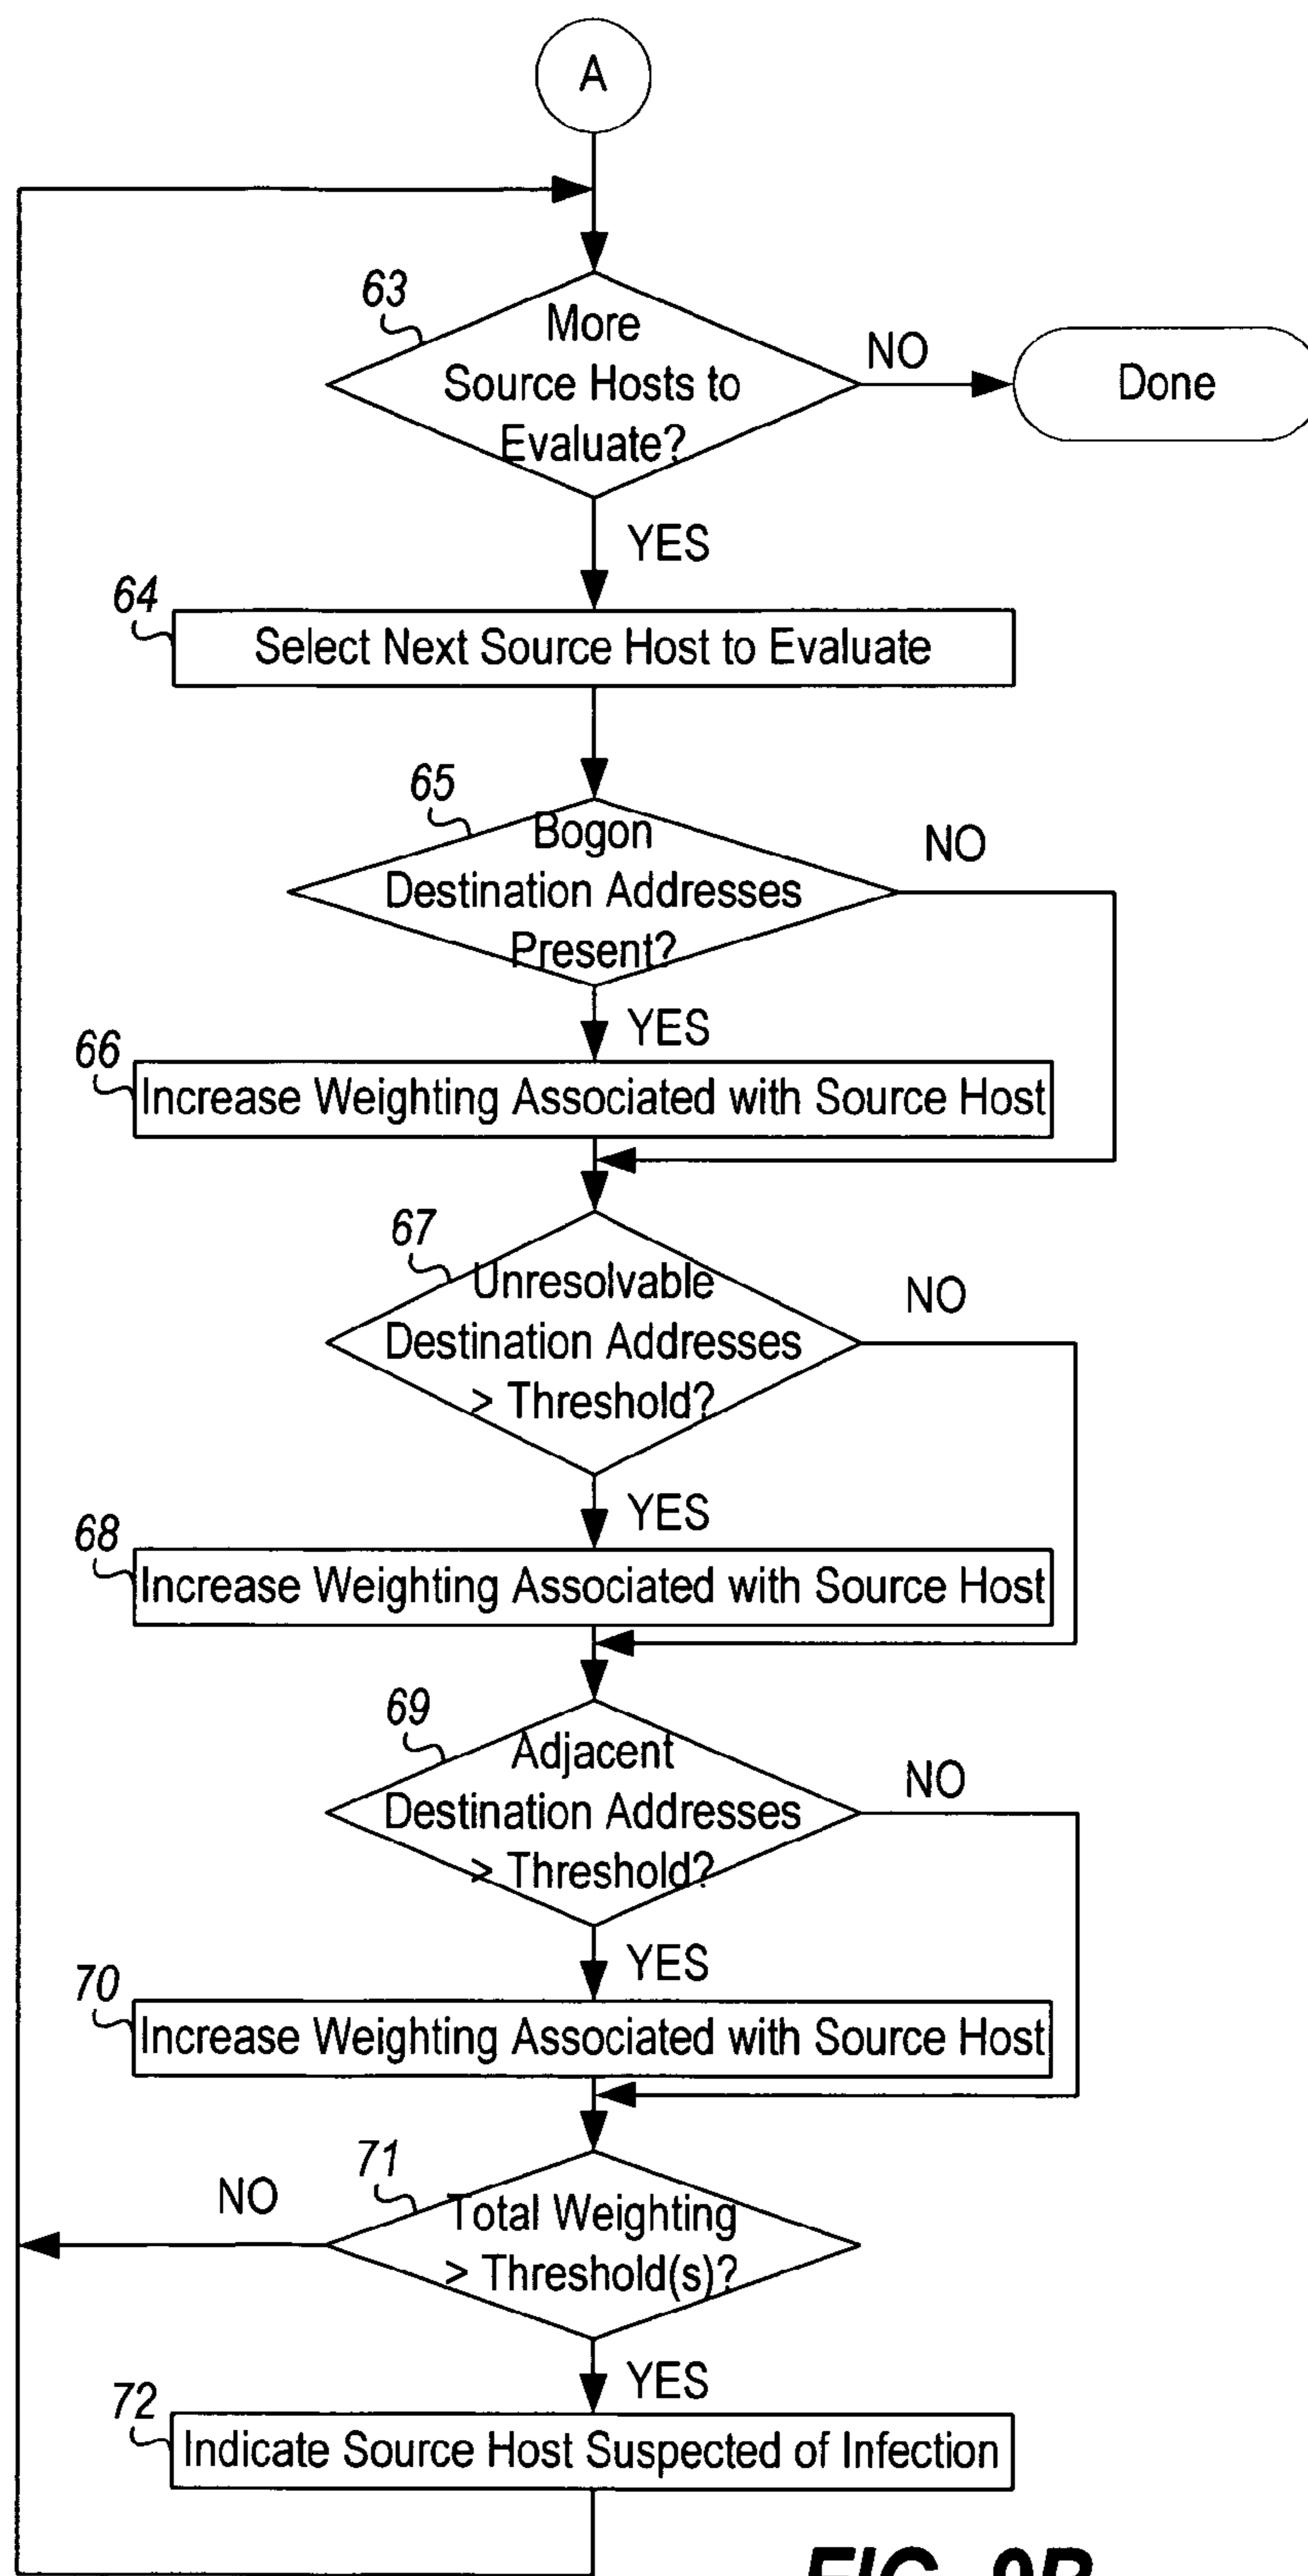 A
63
More
Source Hosts to
Evaluate?
NO
Done
YES
64
Select Next Source Host to Evaluate
65
Bogon
Destination Addresses
Present?
NO
YES
66
Increase Weighting Associated with Source Host
67
Unresolvable
Destination Addresses
> Threshold?
NO
YES
68
Increase Weighting Associated with Source Host
69
Adjacent
Destination Addresses
> Threshold?
NO
YES
70
Increase Weighting Associated with Source Host
71
NO
Total Weighting
> Threshold(s)?
YES
72
Indicate Source Host Suspected of Infection